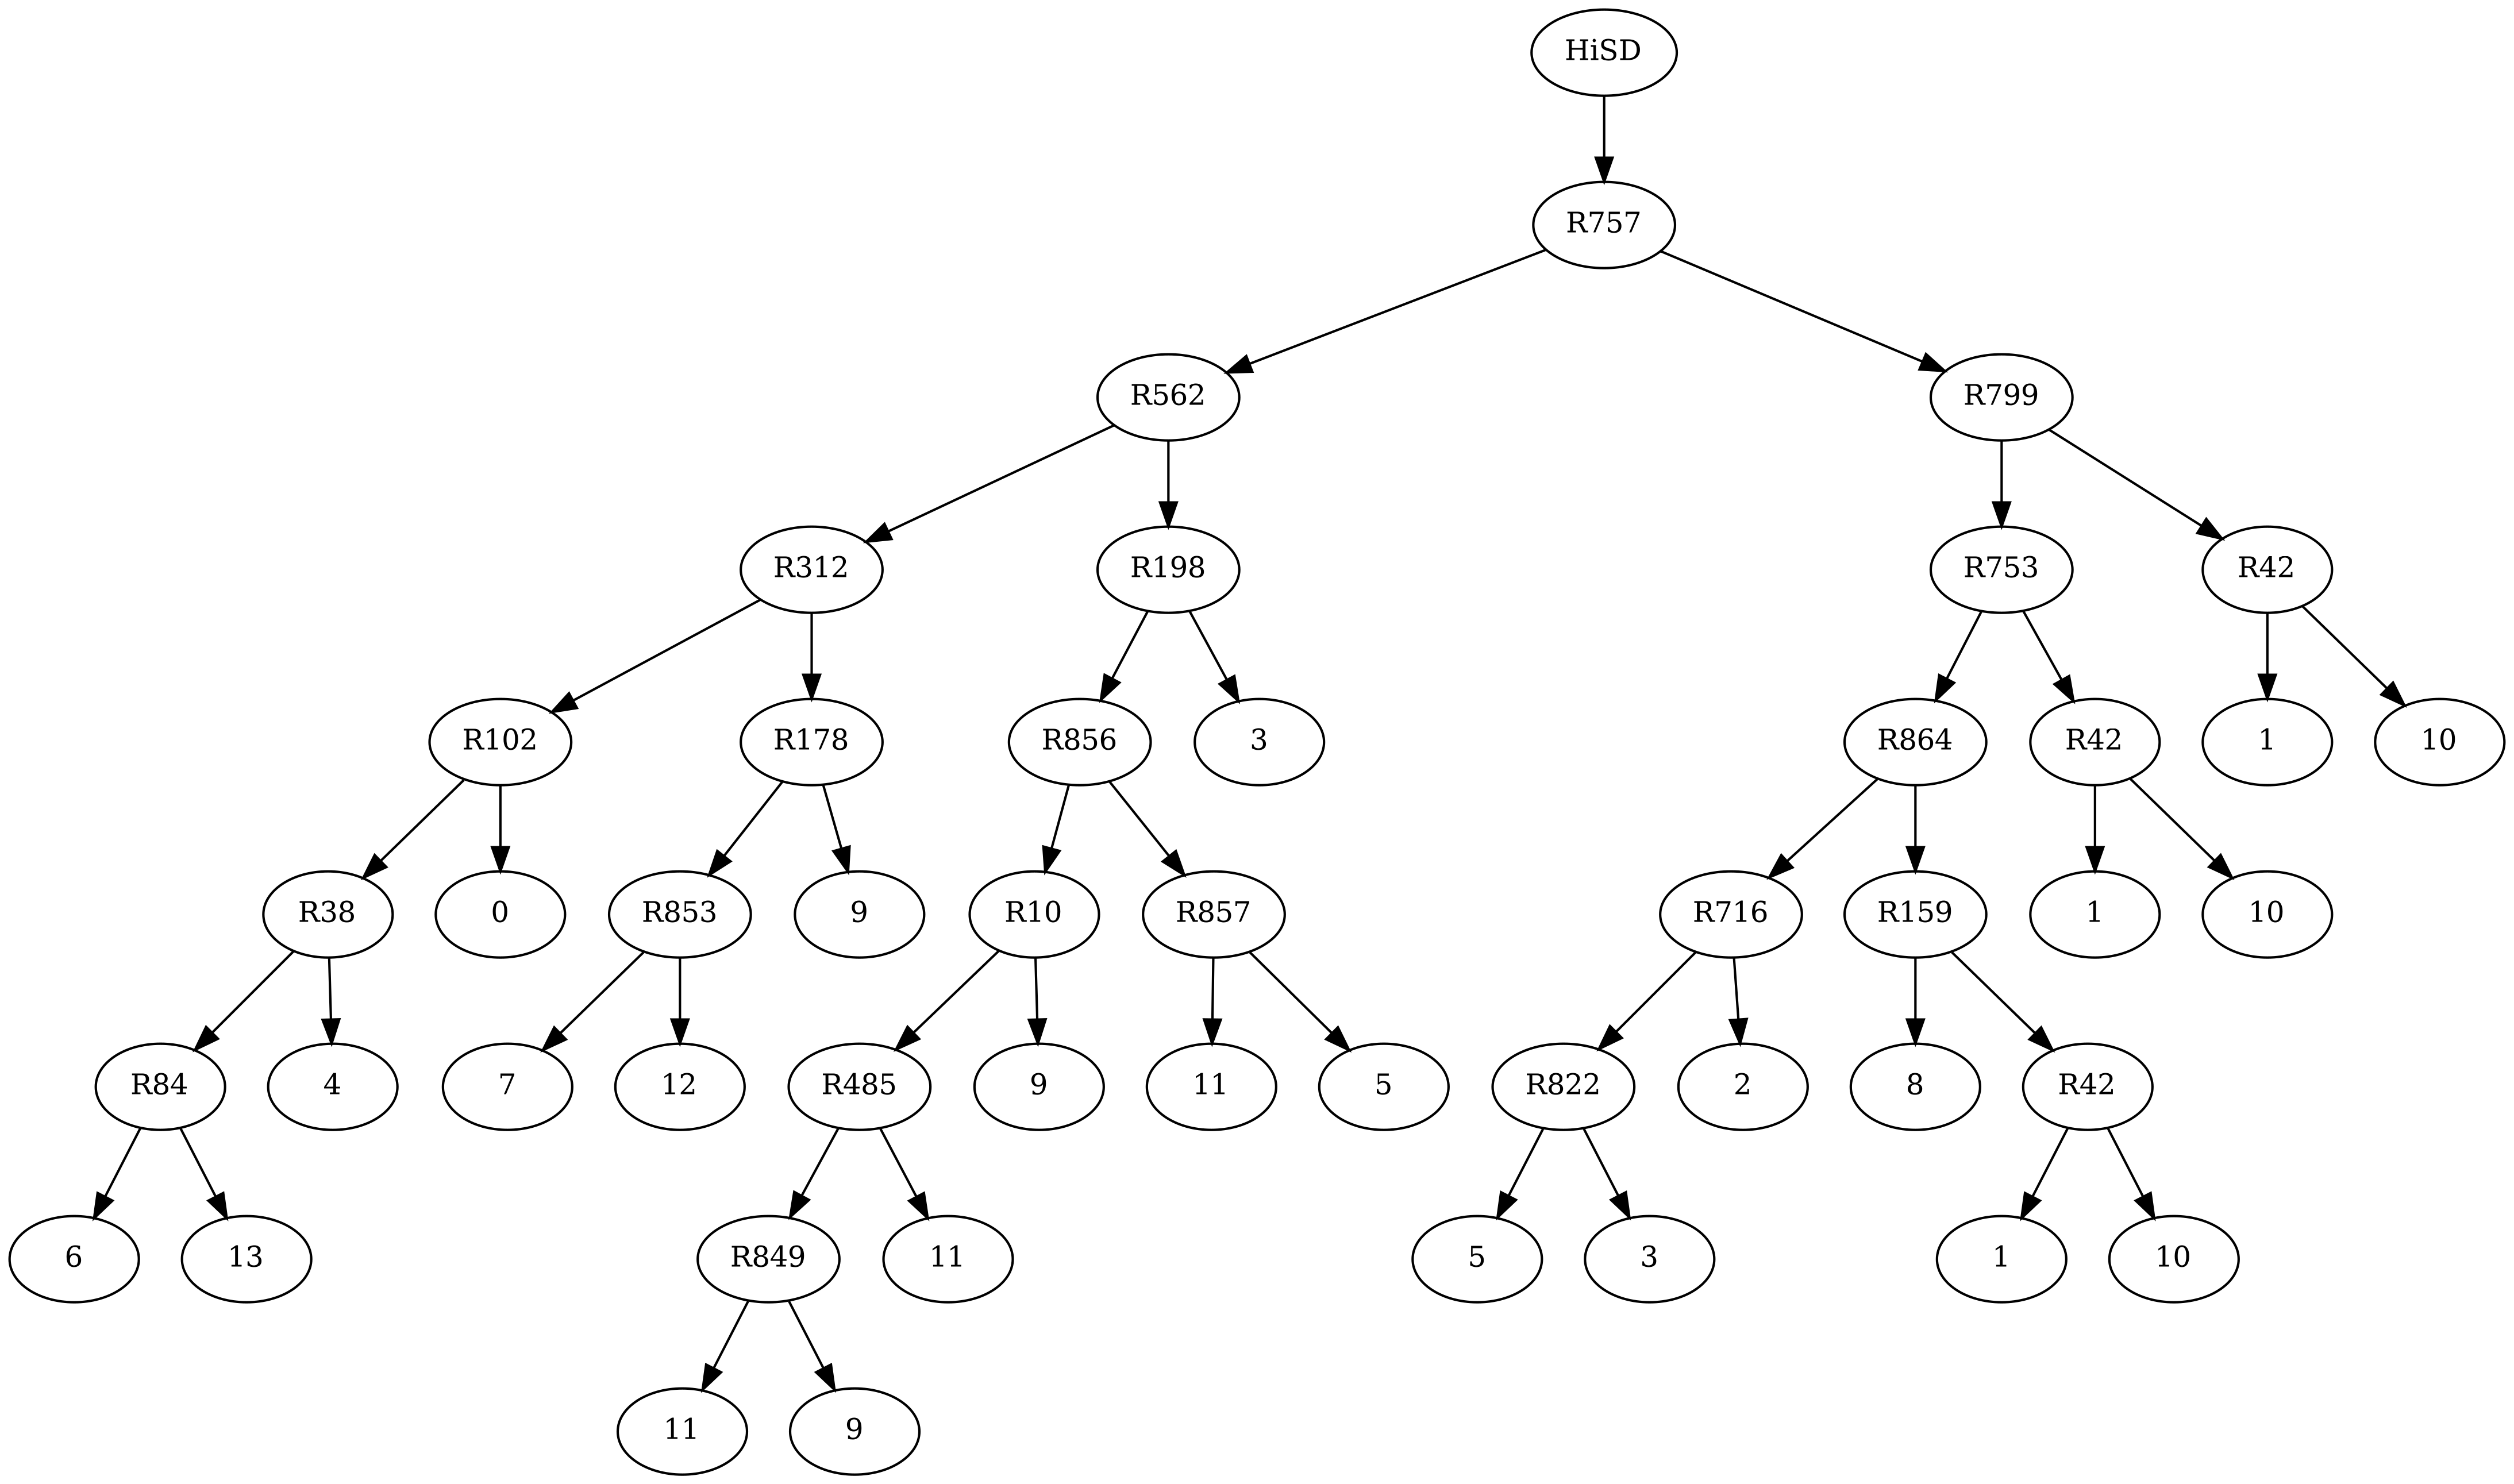 HiSD
R757
R562 R799
R312 R198 R753 R42
R102 R178 R856 3 R864 R42 1 10
R38 0 R853 9 R10 R857 R716 R159 1 10
R84 4 7 12 R485 9 11 5 R822 2 8 R42
6 13 R849 11 5 3 1 10
11 9